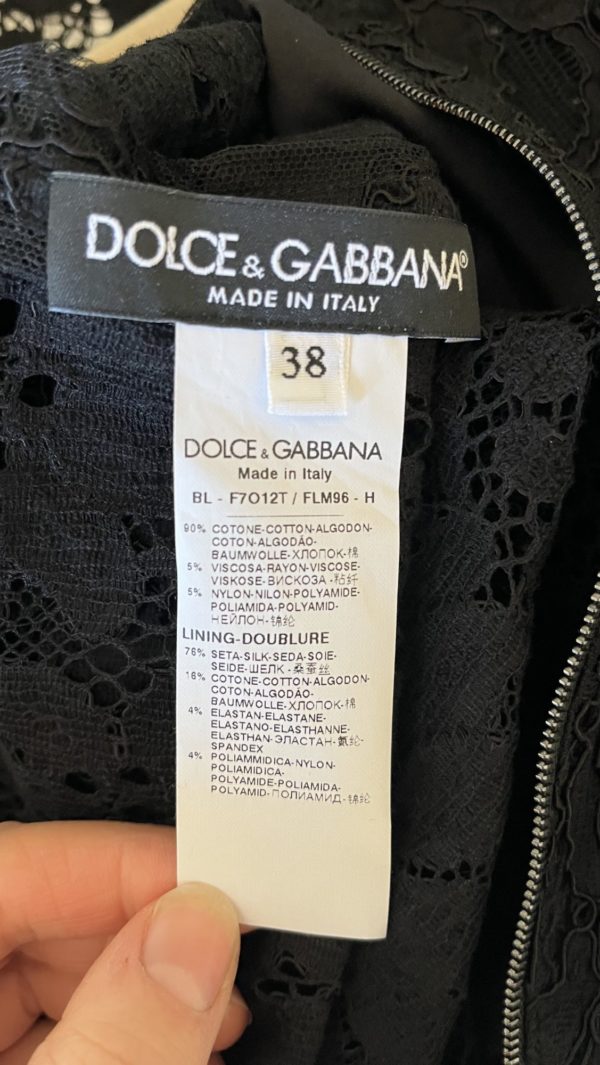 DOLCE & GABBANA®
MADE IN ITALY
38
DOLCE & GABBANA
Made in Italy
BL - F7O12T / FLM96 - H
90% COTONE-COTTON-ALGODON-
COTON-ALGODÃO-
BAUMWOLLE-ХЛОПОК-棉
5% VISCOSA-RAYON-VISCOSE-
VISKOSE-ВИСКОЗА-粘纤
5% NYLON-NILON-POLYAMIDE-
POLIAMIDA-POLYAMID-
НЕЙЛОН-锦纶
LINING-DOUBLURE
76% SETA-SILK-SEDA-SOIE-
SEIDE-ШЕЛК-桑蚕丝
16% COTONE-COTTON-ALGODON-
COTON-ALGODÃO-
BAUMWOLLE-ХЛОПОК-棉
4% ELASTAN-ELASTANE-
ELASTANO-ELASTHANNE-
ELASTHAN-ЭЛАСТАН-氨纶-
SPANDEX
4% POLIAMMIDICA-NYLON-
POLIAMIDICA-
POLYAMIDE-POLIAMIDA-
POLYAMID-ПОЛИАМИД-锦纶